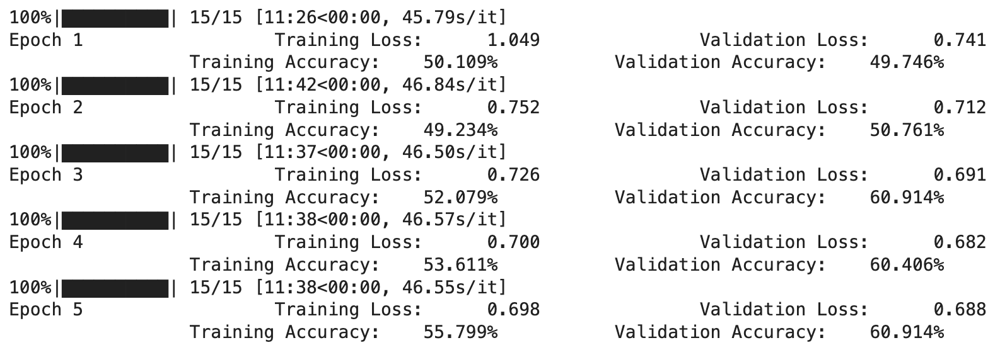 100%|██████████| 15/15 [11:26<00:00, 45.79s/it]
Epoch 1 Training Loss: 1.049 Validation Loss: 0.741
Training Accuracy: 50.109% Validation Accuracy: 49.746%
100%|██████████| 15/15 [11:42<00:00, 46.84s/it]
Epoch 2 Training Loss: 0.752 Validation Loss: 0.712
Training Accuracy: 49.234% Validation Accuracy: 50.761%
100%|██████████| 15/15 [11:37<00:00, 46.50s/it]
Epoch 3 Training Loss: 0.726 Validation Loss: 0.691
Training Accuracy: 52.079% Validation Accuracy: 60.914%
100%|██████████| 15/15 [11:38<00:00, 46.57s/it]
Epoch 4 Training Loss: 0.700 Validation Loss: 0.682
Training Accuracy: 53.611% Validation Accuracy: 60.406%
100%|██████████| 15/15 [11:38<00:00, 46.55s/it]
Epoch 5 Training Loss: 0.698 Validation Loss: 0.688
Training Accuracy: 55.799% Validation Accuracy: 60.914%